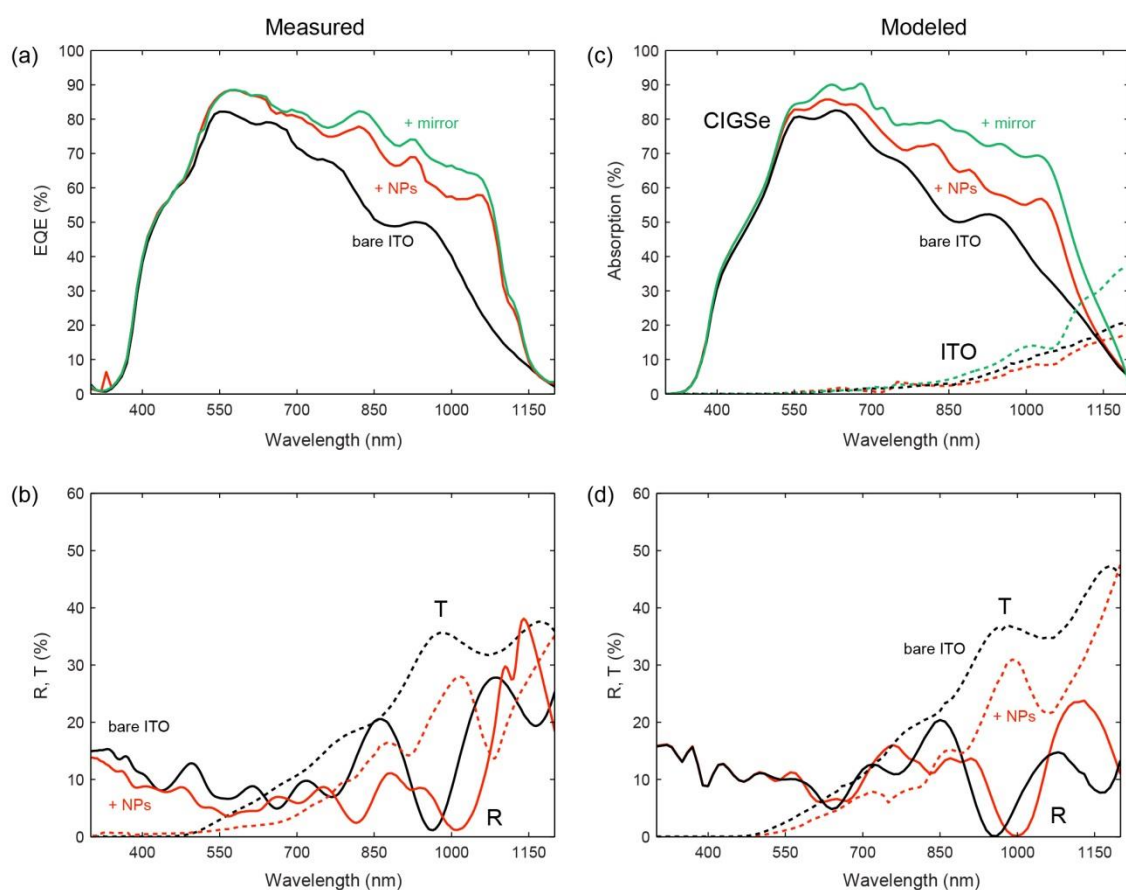 Measured
(a)
100
90
80
70
60
50
40
30
20
10
0
EQE (%)
+ mirror
+ NPs
bare ITO
400 550 700 850 1000 1150
Wavelength (nm)
Modeled
(c)
100
90
80
70
60
50
40
30
20
10
0
Absorption (%)
CIGSe
+ mirror
+ NPs
bare ITO
ITO
400 550 700 850 1000 1150
Wavelength (nm)
(b)
60
50
40
30
20
10
0
R, T (%)
T
bare ITO
+ NPs
R
400 550 700 850 1000 1150
Wavelength (nm)
(d)
60
50
40
30
20
10
0
R, T (%)
T
bare ITO
+ NPs
R
400 550 700 850 1000 1150
Wavelength (nm)